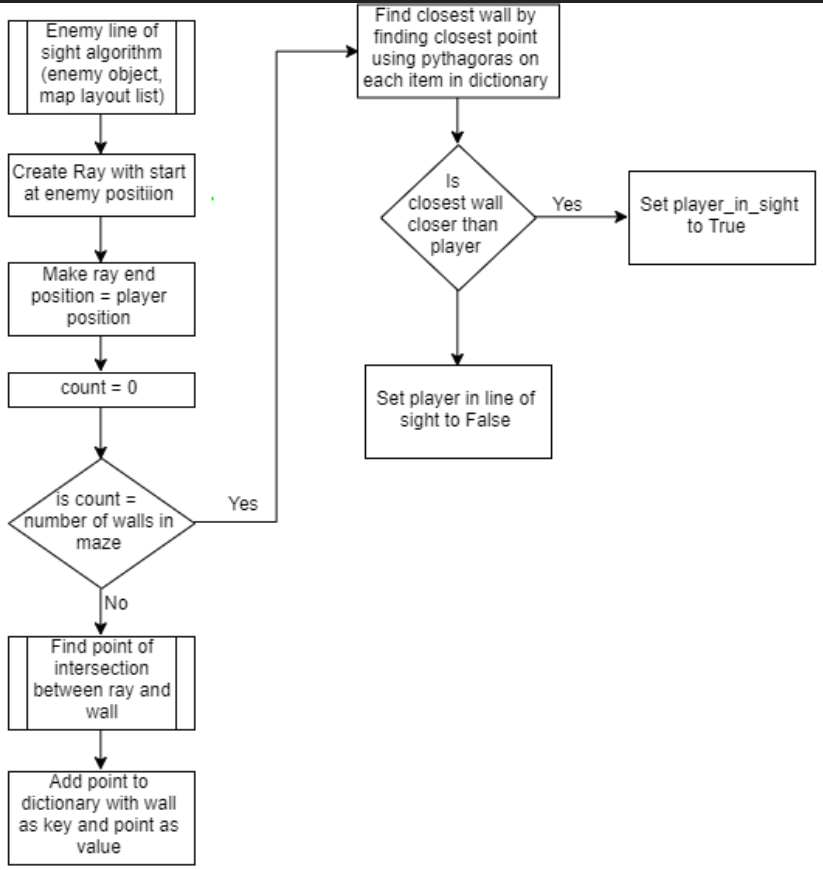 Enemy line of
sight algorithm
(enemy object,
map layout list)
Create Ray with start
at enemy positiion
Make ray end
position = player
position
count = 0
is count =
number of walls in
maze
Yes
No
Find point of
intersection
between ray and
wall
Add point to
dictionary with wall
as key and point as
value
Find closest wall by
finding closest point
using pythagoras on
each item in dictionary
Is
closest wall
closer than
player
Yes
Set player_in_sight
to True
Set player in line of
sight to False